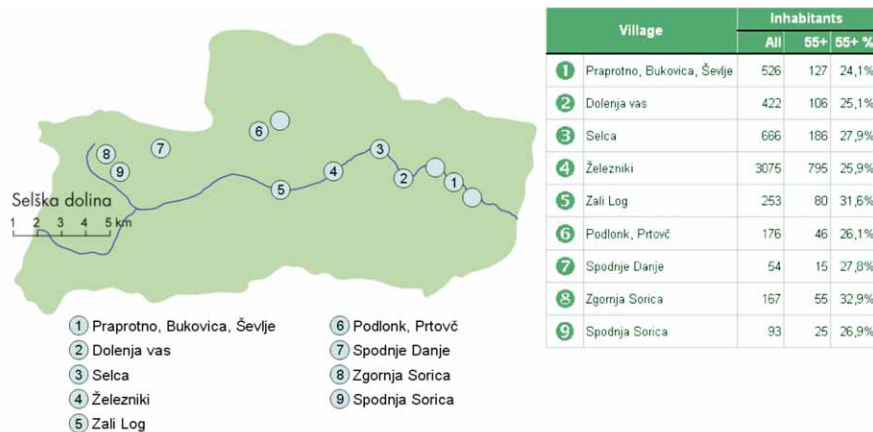 8
7
6
3
9
5
4
2
1
Selška dolina
1 2 3 4 5 km
1 Praprotno, Bukovica, Ševlje
2 Dolenja vas
3 Selca
4 Železniki
5 Zali Log
6 Podlonk, Prtovč
7 Spodnje Danje
8 Zgornja Sorica
9 Spodnja Sorica
Village Inhabitants
All 55+ 55+ %
1 Praprotno, Bukovica, Ševlje 526 127 24,1%
2 Dolenja vas 422 106 25,1%
3 Selca 666 186 27,9%
4 Železniki 3075 795 25,9%
5 Zali Log 253 80 31,6%
6 Podlonk, Prtovč 176 46 26,1%
7 Spodnje Danje 54 15 27,8%
8 Zgornja Sorica 167 55 32,9%
9 Spodnja Sorica 93 25 26,9%